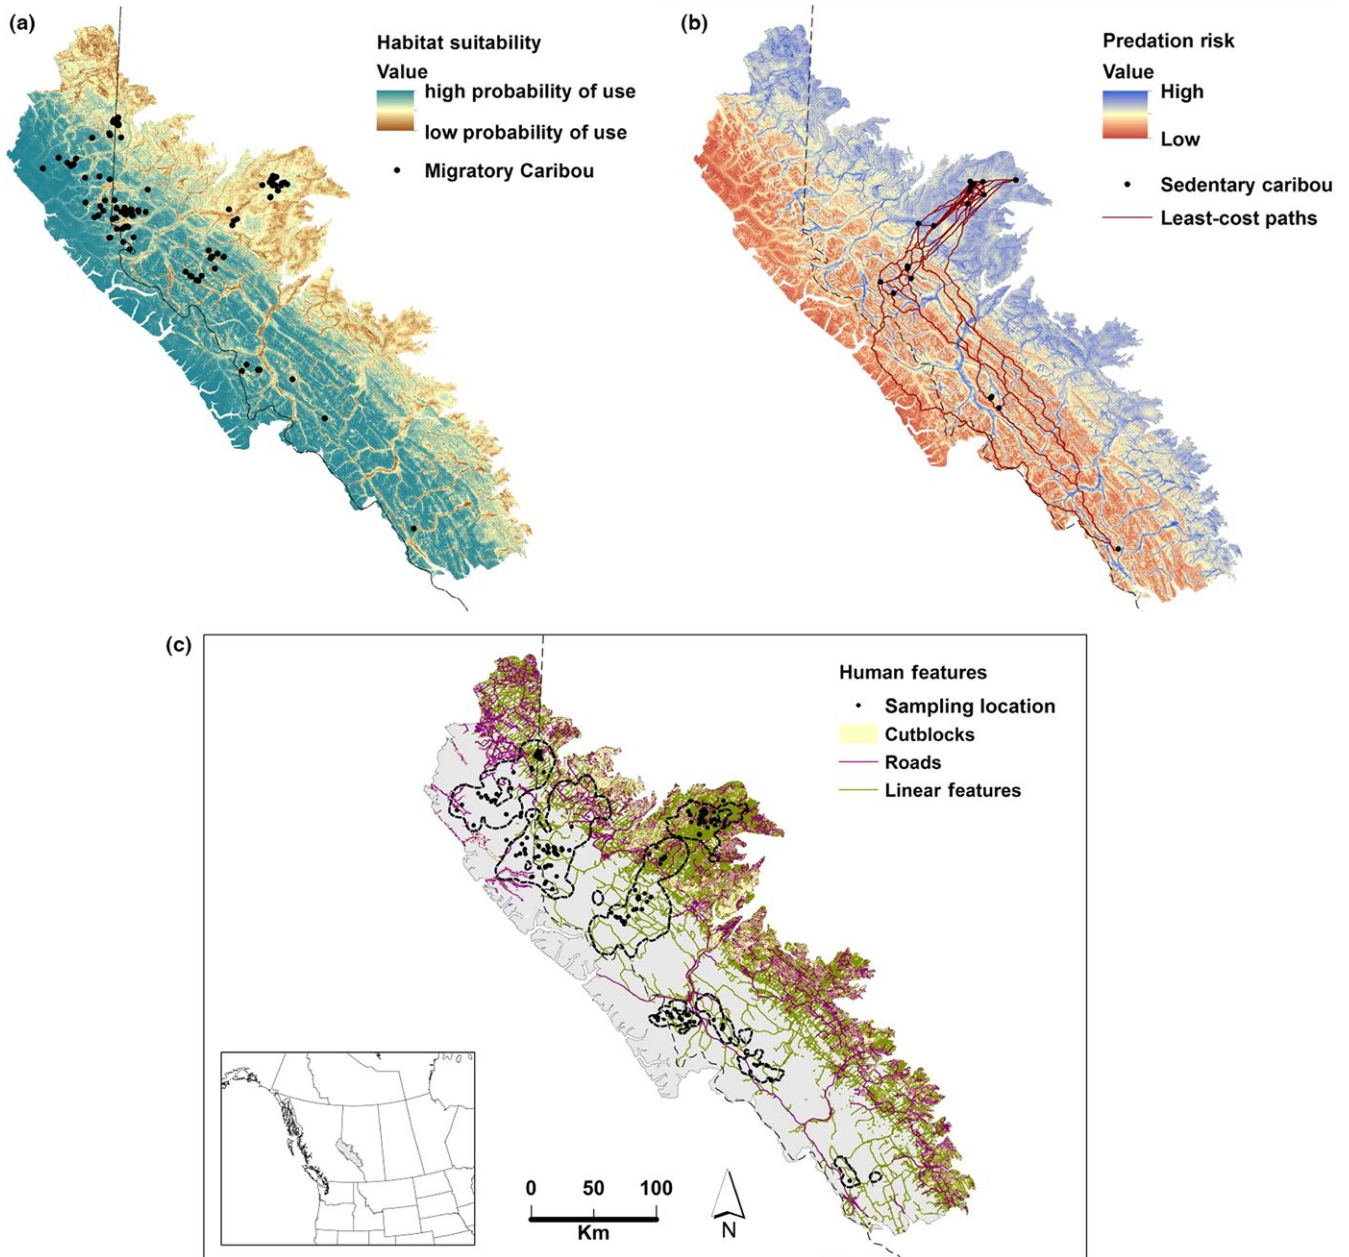 (a)
Habitat suitability
Value
high probability of use
low probability of use
Migratory Caribou
(b)
Predation risk
Value
High
Low
Sedentary caribou
Least-cost paths
(c)
Human features
Sampling location
Cutblocks
Roads
Linear features
0 50 100
Km
N